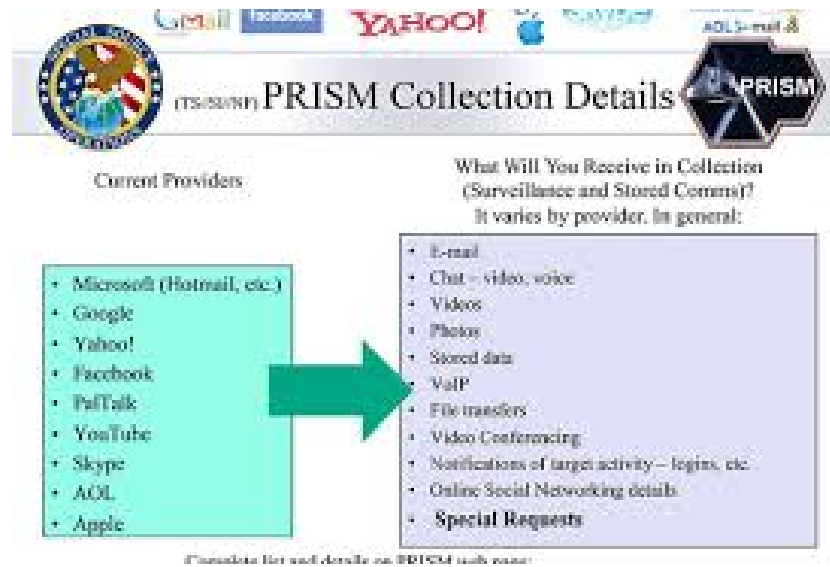 GMail
facebook
YAHOO!
AOL mail &
SPECIAL SOURCE
OPERATIONS
(TS//SI//NF) PRISM Collection Details
PRISM
Current Providers
What Will You Receive in Collection
(Surveillance and Stored Comms)?
It varies by provider. In general:
• Microsoft (Hotmail, etc.)
• Google
• Yahoo!
• Facebook
• PalTalk
• YouTube
• Skype
• AOL
• Apple
• E-mail
• Chat – video, voice
• Videos
• Photos
• Stored data
• VoIP
• File transfers
• Video Conferencing
• Notifications of target activity – logins, etc.
• Online Social Networking details
• Special Requests
Complete list and details on PRISM web page: